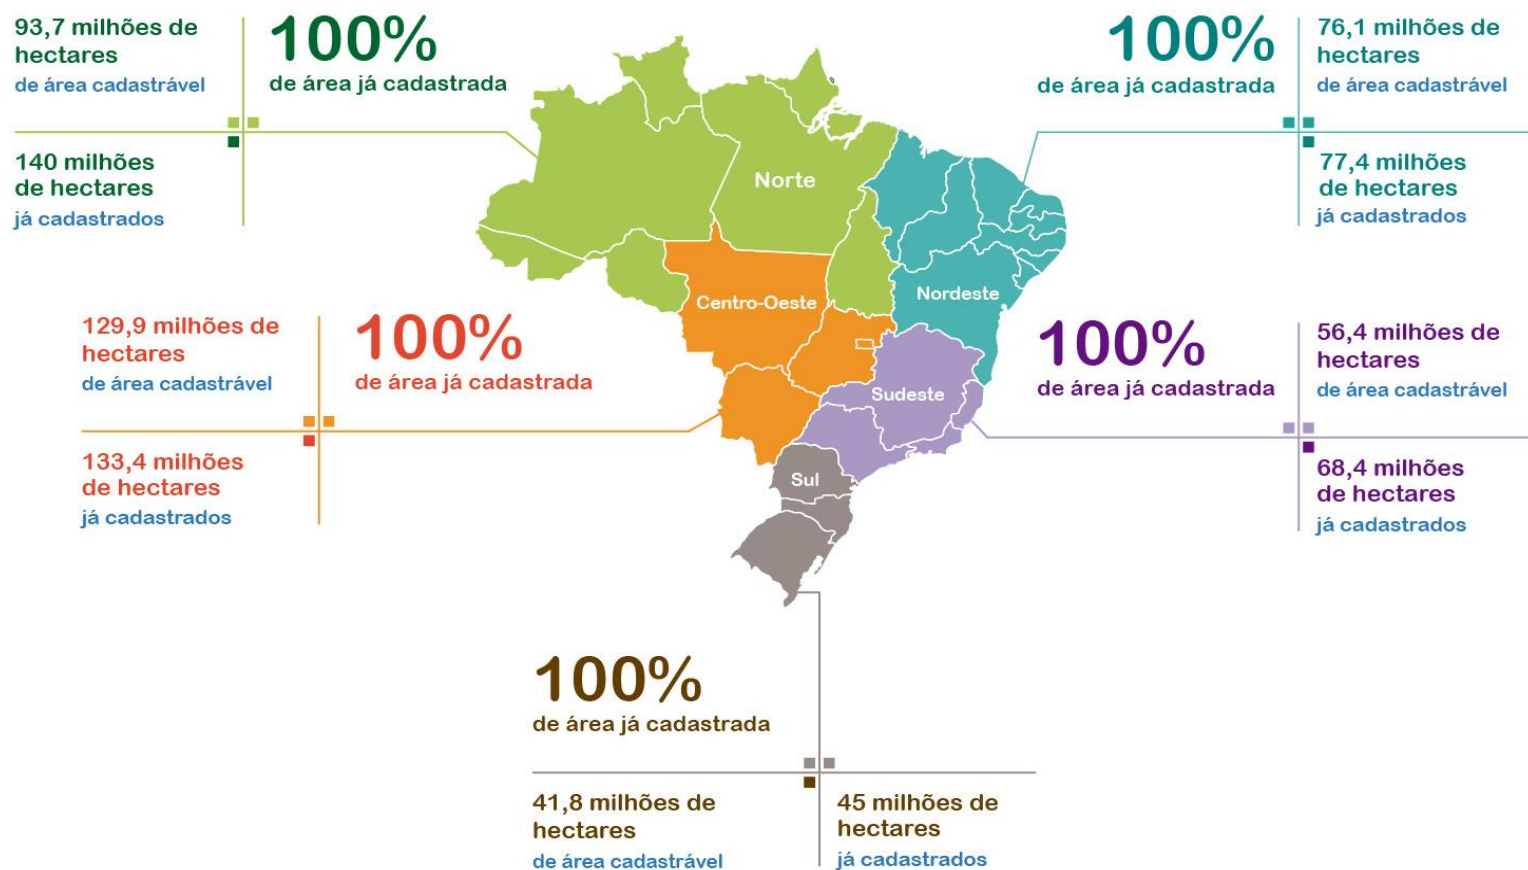 93,7 milhões de
hectares
de área cadastrável
100%
de área já cadastrada
140 milhões
de hectares
já cadastrados
100%
de área já cadastrada
76,1 milhões de
hectares
de área cadastrável
77,4 milhões
de hectares
já cadastrados
Norte
Nordeste
Centro-Oeste
Sudeste
Sul
129,9 milhões de
hectares
de área cadastrável
100%
de área já cadastrada
133,4 milhões
de hectares
já cadastrados
100%
de área já cadastrada
56,4 milhões de
hectares
de área cadastrável
68,4 milhões
de hectares
já cadastrados
100%
de área já cadastrada
41,8 milhões de
hectares
de área cadastrável
45 milhões de
hectares
já cadastrados